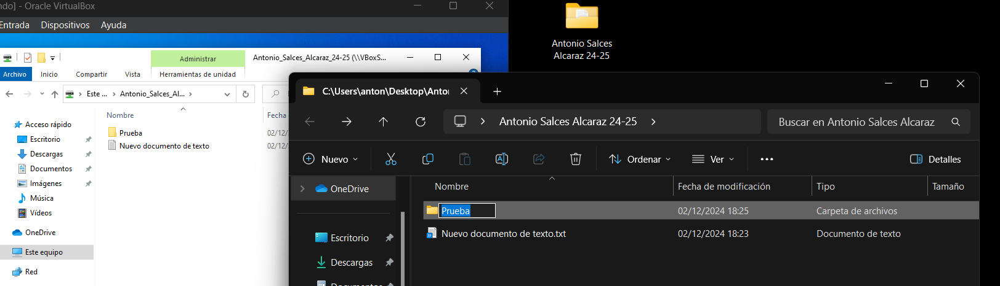 ndo] - Oracle VirtualBox
Entrada Dispositivos Ayuda
Administrar Antonio_Salces_Alcaraz_24-25 (\\VBoxS...
Archivo Inicio Compartir Vista Herramientas de unidad
Este ... Antonio_Salces_Al...
Nombre Fecha
Acceso rápido
Escritorio
Descargas
Documentos
Imágenes
Música
Vídeos
OneDrive
Este equipo
Red
Prueba 02/12/
Nuevo documento de texto 02/12/
Antonio Salces
Alcaraz 24-25
C:\Users\anton\Desktop\Anton
Antonio Salces Alcaraz 24-25 Buscar en Antonio Salces Alcaraz
Nuevo Ordenar Ver Detalles
OneDrive
Escritorio
Descargas
Documentos
Nombre Fecha de modificación Tipo Tamaño
Prueba 02/12/2024 18:25 Carpeta de archivos
Nuevo documento de texto.txt 02/12/2024 18:23 Documento de texto